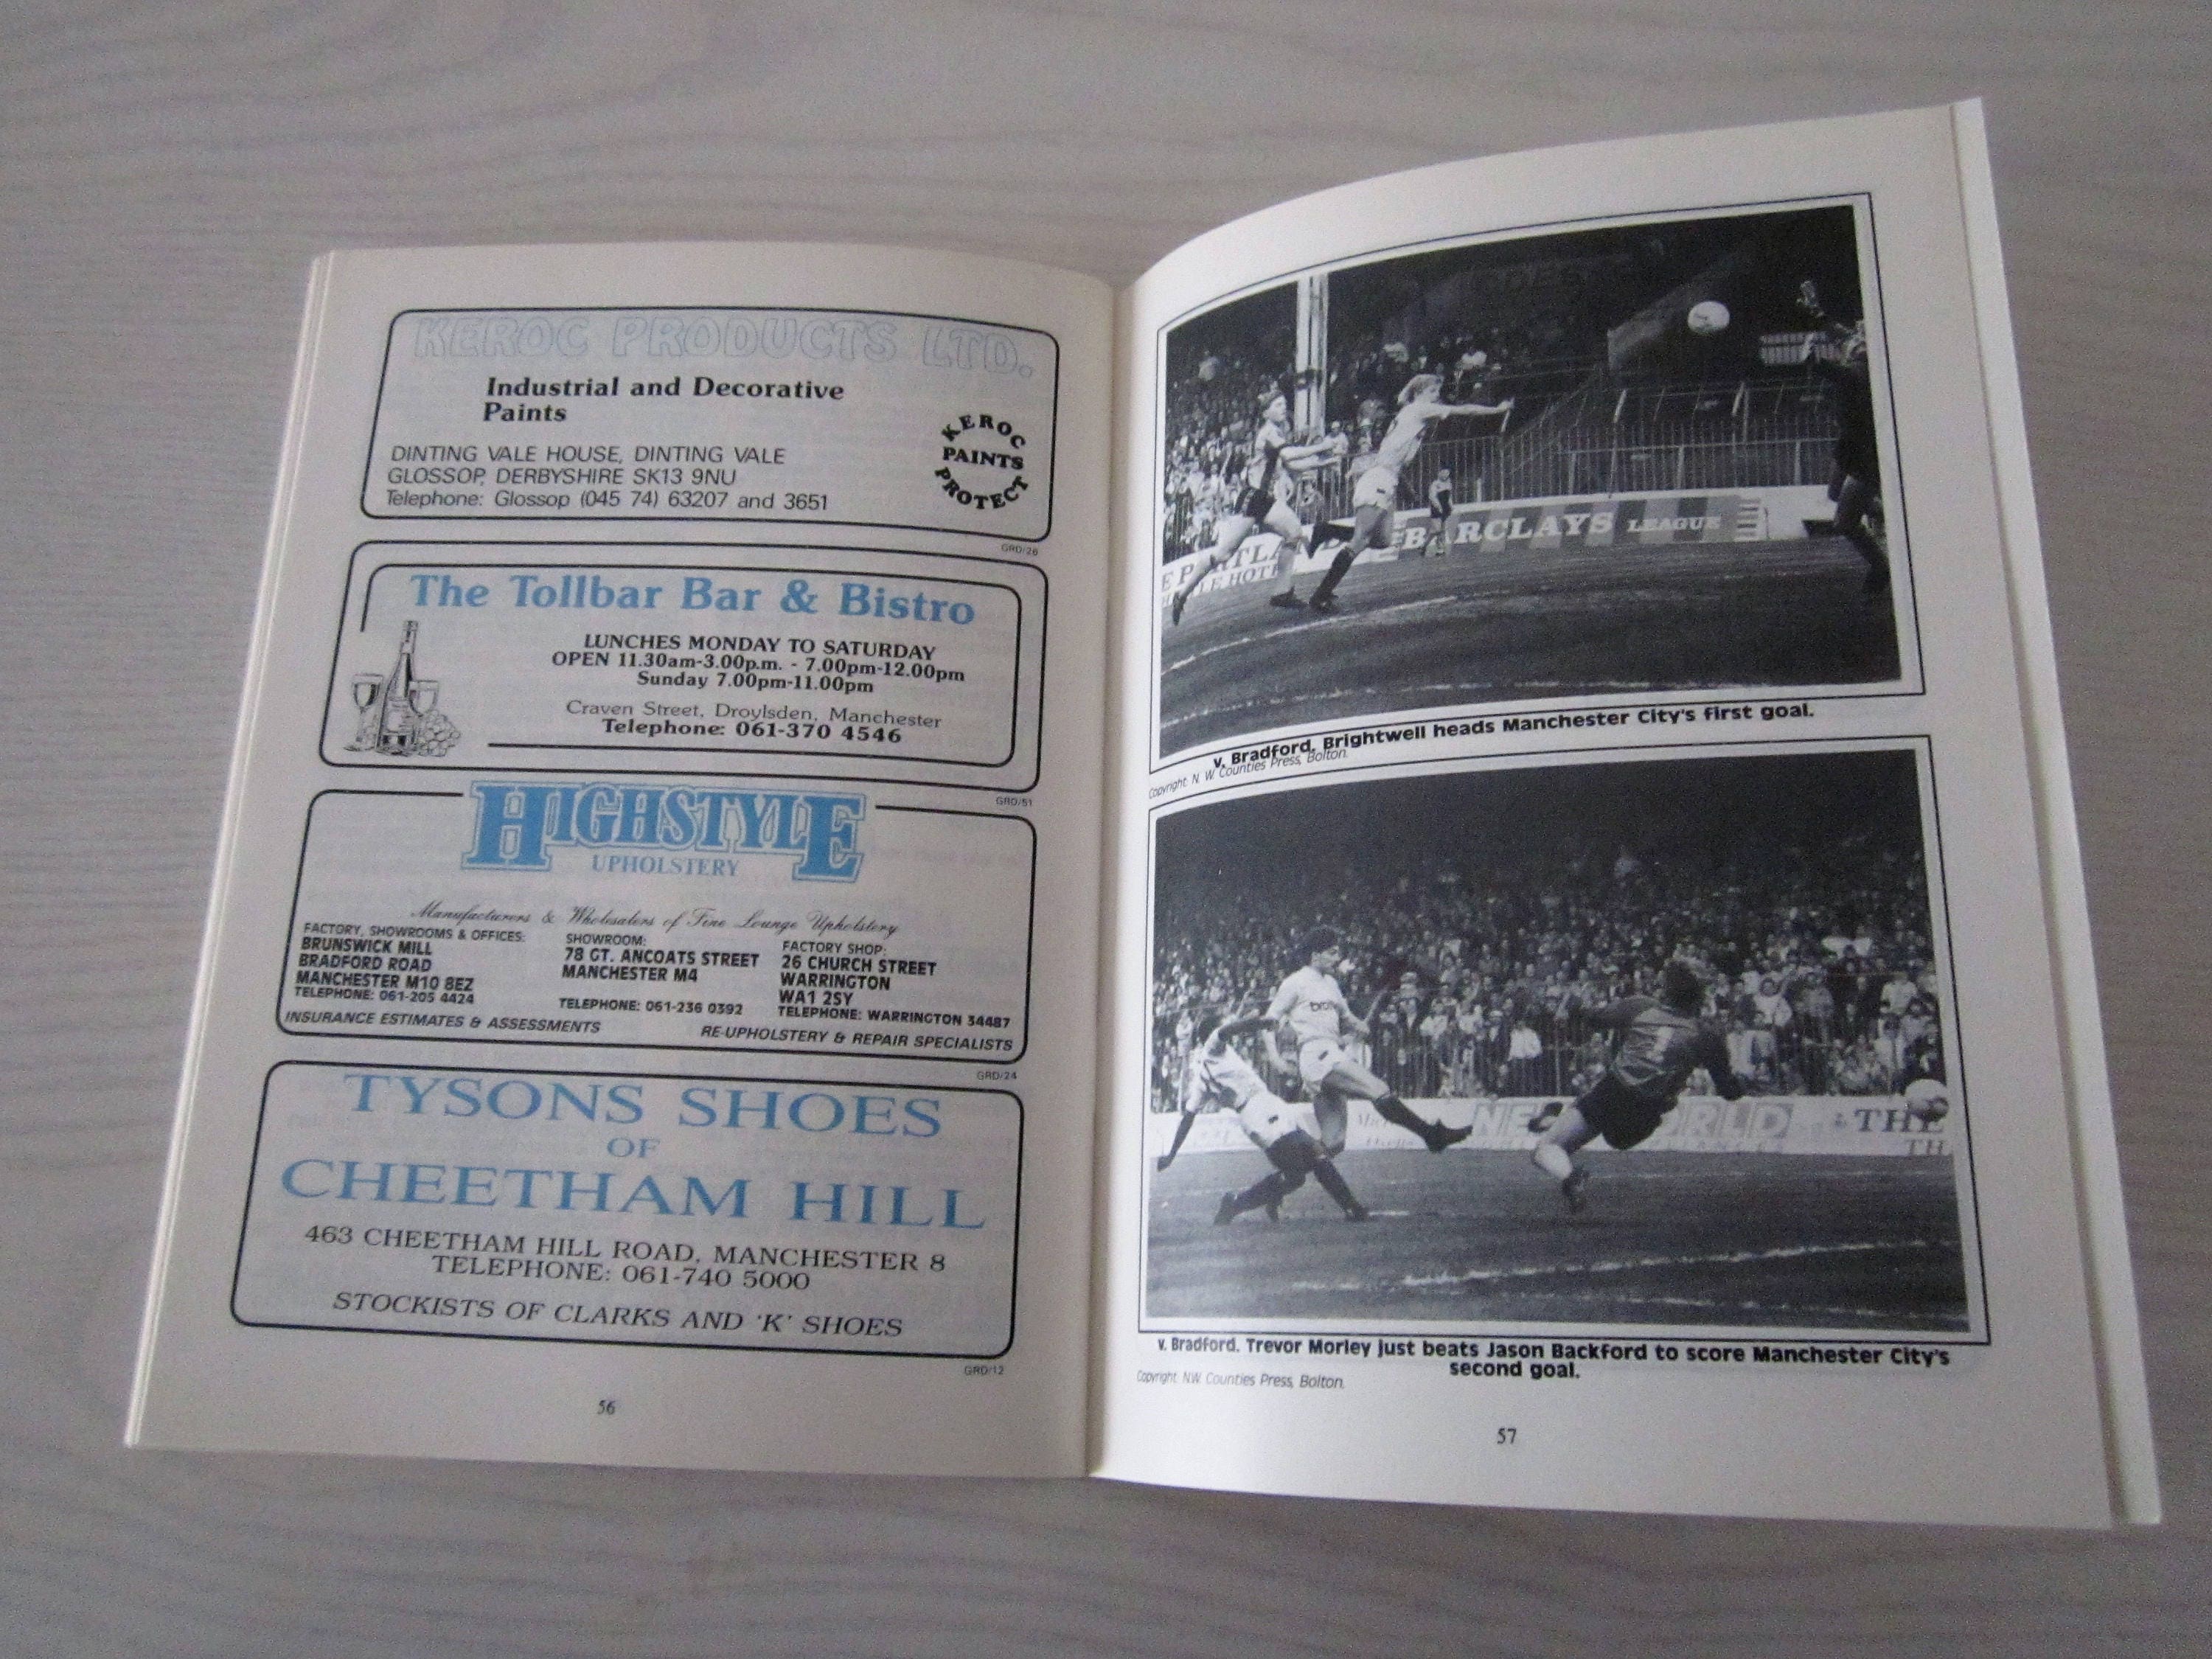 KEROC PRODUCTS LTD.
Industrial and Decorative
Paints
DINTING VALE HOUSE, DINTING VALE
GLOSSOP, DERBYSHIRE SK13 9NU
Telephone: Glossop (045 74) 63207 and 3651
KEROC
PAINTS
PROTECT
GRD/26
The Tollbar Bar & Bistro
LUNCHES MONDAY TO SATURDAY
OPEN 11.30am-3.00p.m. - 7.00pm-12.00pm
Sunday 7.00pm-11.00pm
Craven Street, Droylsden, Manchester
Telephone: 061-370 4546
GRD/51
HIGHSTYLE
UPHOLSTERY
Manufacturers & Wholesalers of Fine Lounge Upholstery
FACTORY, SHOWROOMS & OFFICES:
BRUNSWICK MILL
BRADFORD ROAD
MANCHESTER M10 8EZ
TELEPHONE: 061-205 4424
SHOWROOM:
78 GT. ANCOATS STREET
MANCHESTER M4
TELEPHONE: 061-236 0392
FACTORY SHOP:
26 CHURCH STREET
WARRINGTON
WA1 2SY
TELEPHONE: WARRINGTON 34487
INSURANCE ESTIMATES & ASSESSMENTS
RE-UPHOLSTERY & REPAIR SPECIALISTS
GRD/24
TYSONS SHOES
OF
CHEETHAM HILL
463 CHEETHAM HILL ROAD, MANCHESTER 8
TELEPHONE: 061-740 5000
STOCKISTS OF CLARKS AND 'K' SHOES
GRD/12
56
BARCLAYS LEAGUE
v. Bradford. Brightwell heads Manchester City's first goal.
Copyright. N. W. Counties Press, Bolton.
THE
TH
v. Bradford. Trevor Morley just beats Jason Backford to score Manchester City's
second goal.
Copyright. N.W. Counties Press, Bolton.
57